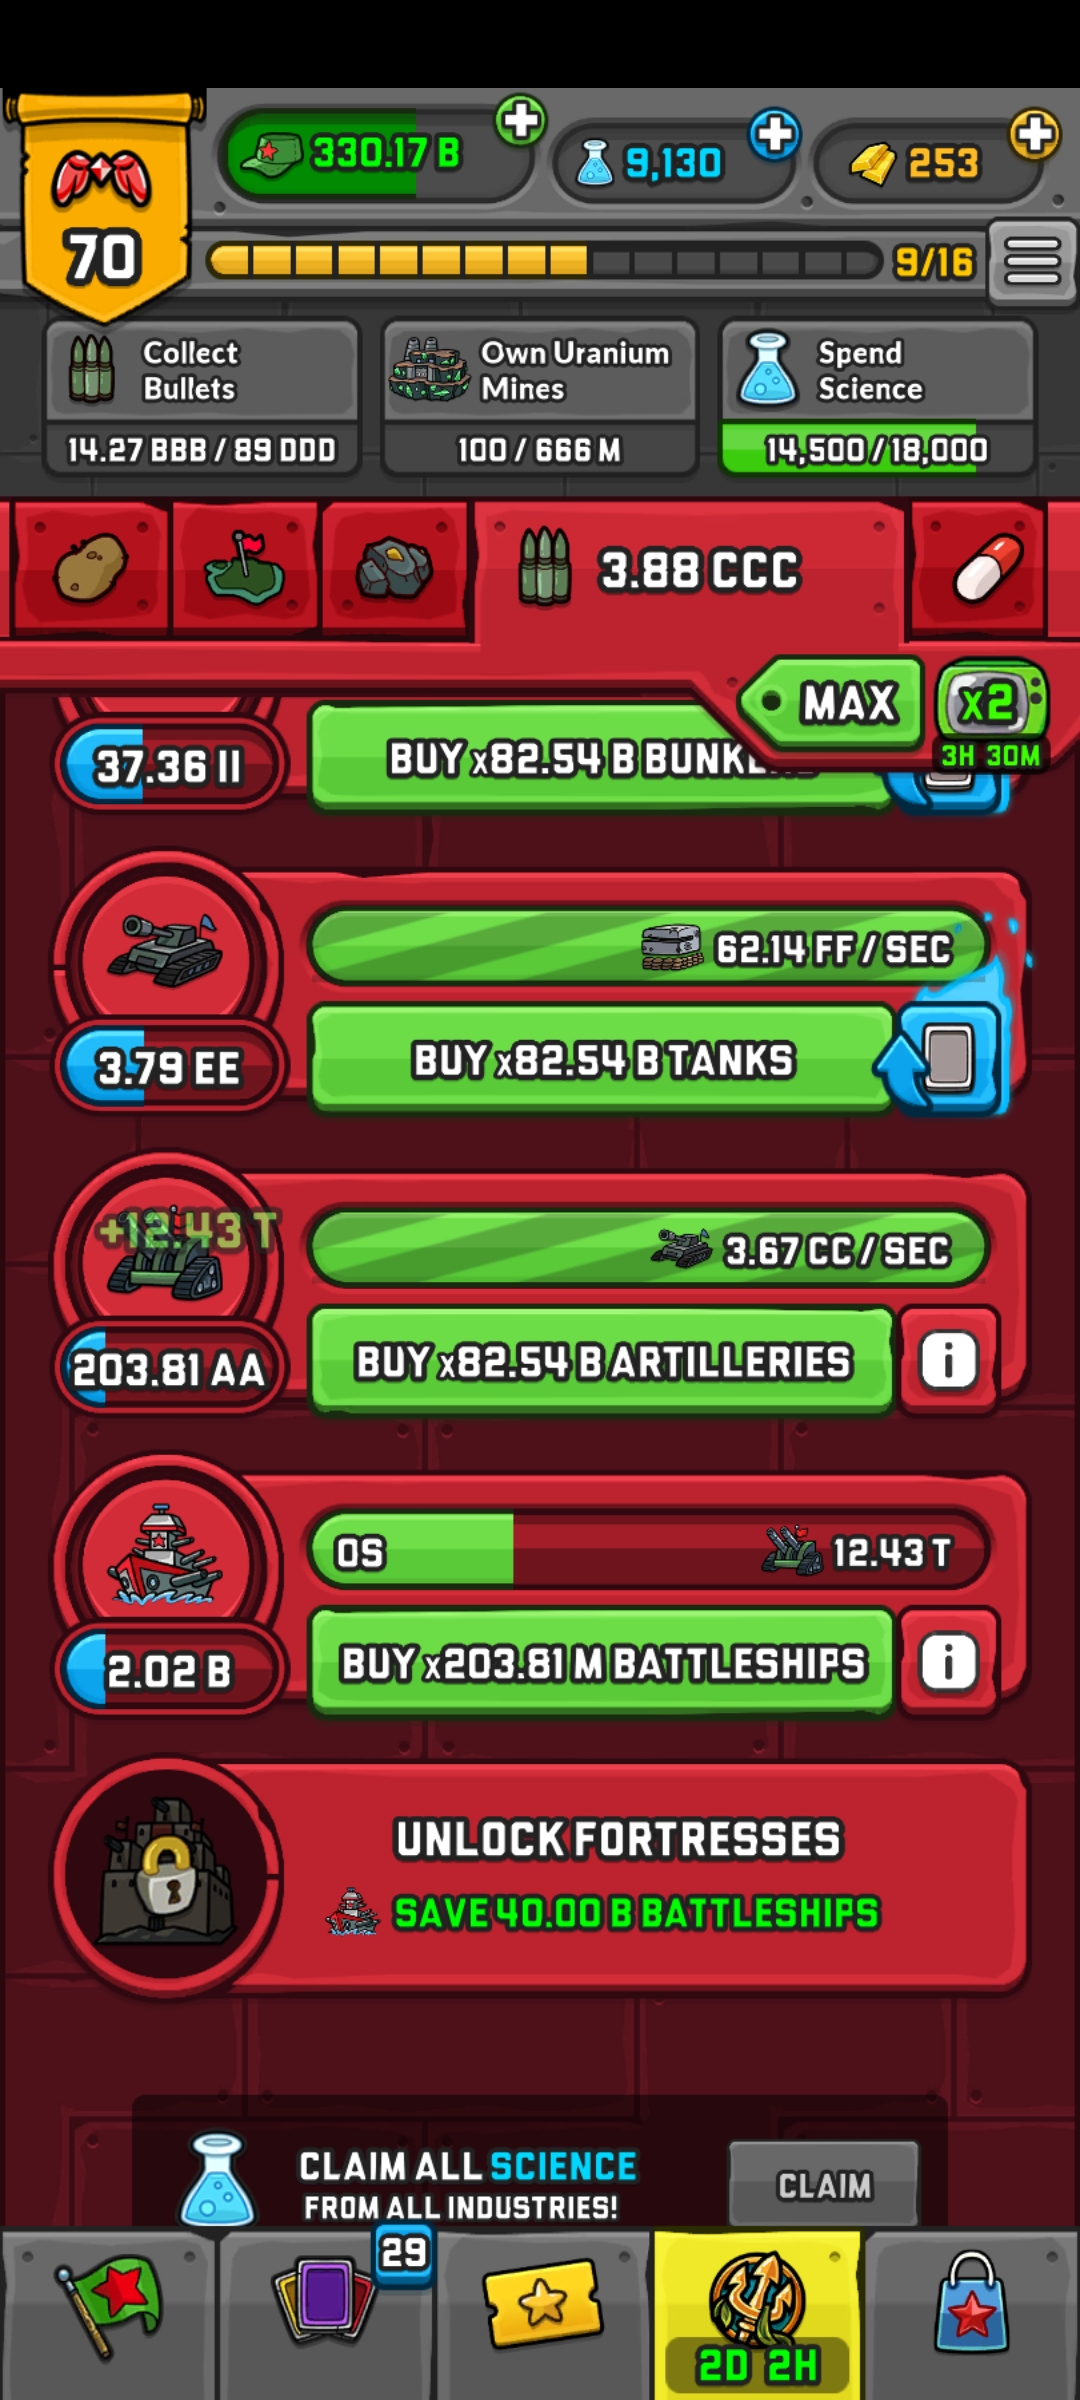 330.17 B
9,130
253
70
9/16
Collect
Bullets
14.27 BBB / 89 DDD
Own Uranium
Mines
100 / 666 M
Spend
Science
14,500/18,000
3.88 CCC
MAX
x2
3H 30M
37.36 II
BUY x82.54 B
62.14 FF / SEC
3.79 EE
BUY x82.54 B TANKS
+12.43 T
3.67 CC / SEC
203.81 AA
BUY x82.54 B ARTILLERIES
0S
12.43 T
2.02 B
BUY x203.81 M BATTLESHIPS
UNLOCK FORTRESSES
SAVE 40.00 B BATTLESHIPS
CLAIM ALL SCIENCE
FROM ALL INDUSTRIES!
CLAIM
29
2D 2H